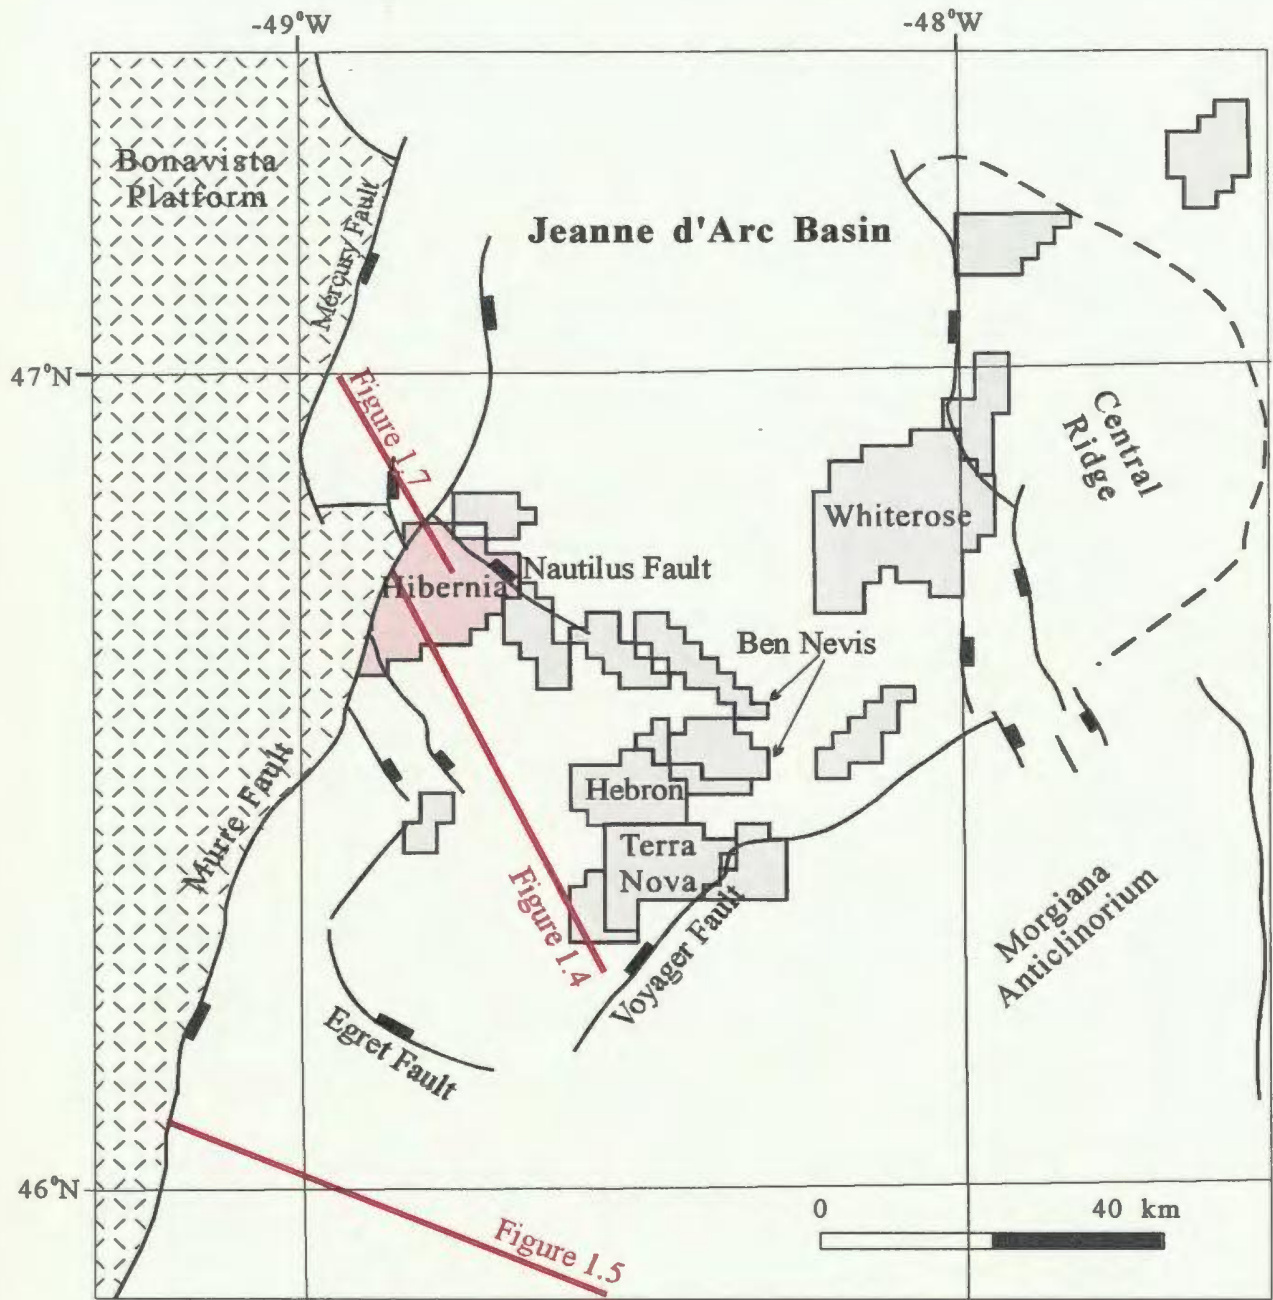 -49°W
-48°W
Bonavista
Platform
Mercury Fault
Jeanne d'Arc Basin
47°N
Figure 1.7
Central
Ridge
Whiterose
Nautilus Fault
Hibernia
Ben Nevis
Hebron
Murre Fault
Terra
Nova
Figure 1.4
Voyager Fault
Morgiana
Anticlinorium
Egret Fault
46°N
0 40 km
Figure 1.5